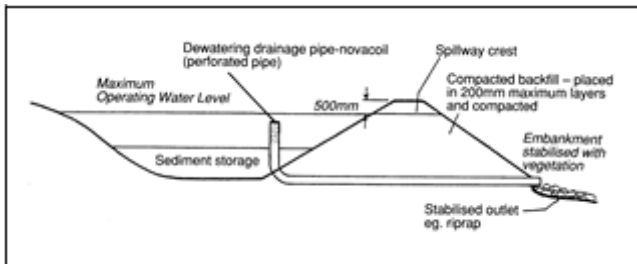 Dewatering drainage pipe-novacoil
(perforated pipe)
Spillway crest
Maximum
Operating Water Level
500mm
Compacted backfill – placed
in 200mm maximum layers
and compacted
Sediment storage
Embankment
stabilised with
vegetation
Stabilised outlet
eg. riprap